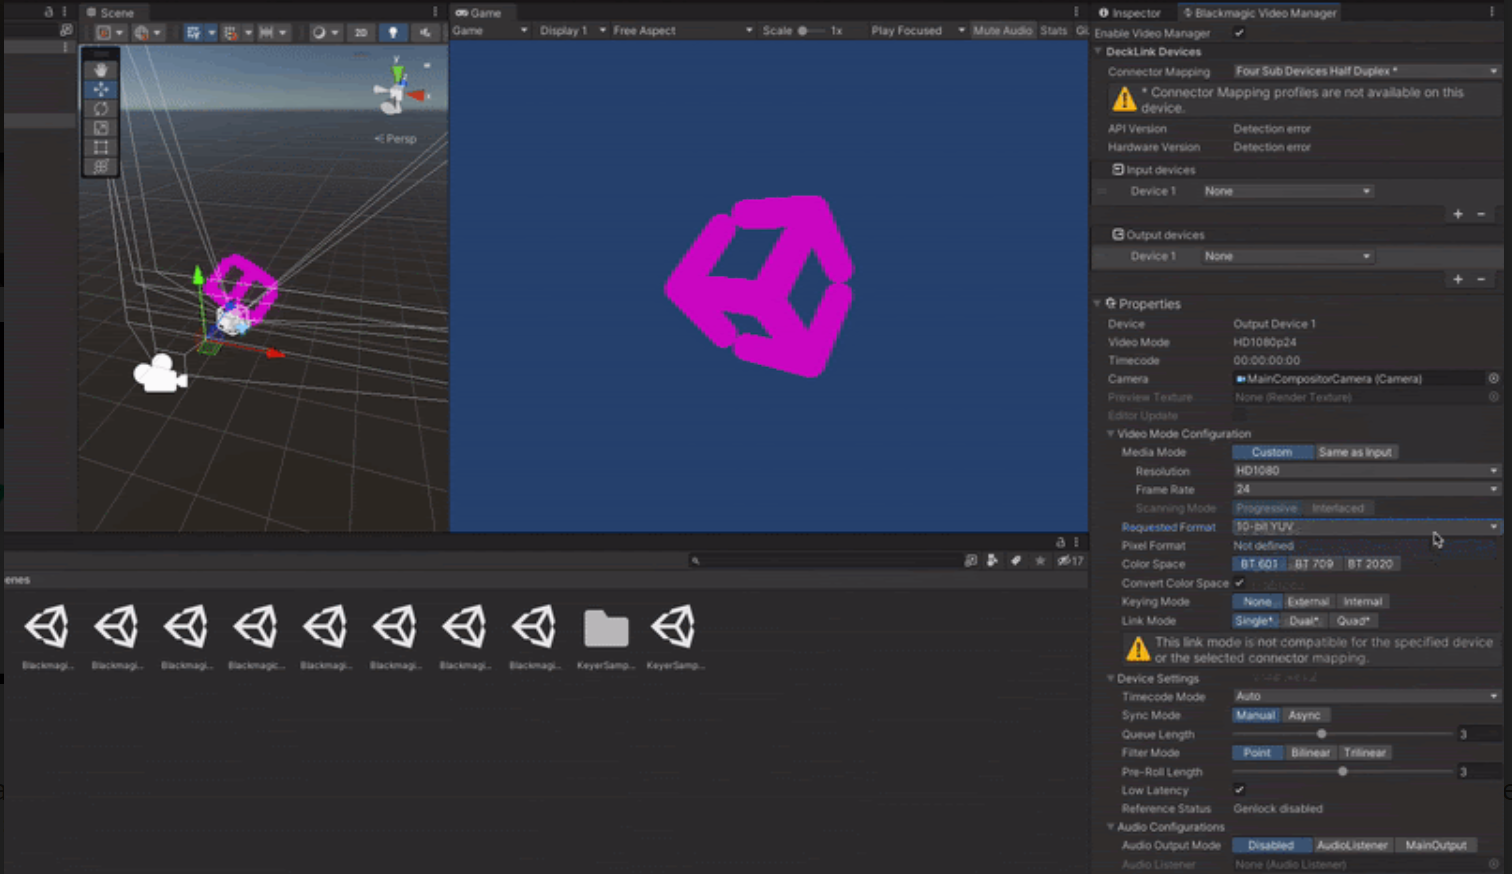 Scene
Game
Inspector
Blackmagic Video Manager
2D
Game
Display 1
Free Aspect
Scale
1x
Play Focused
Mute Audio
Stats
Enable Video Manager
DeckLink Devices
Connector Mapping
Four Sub Devices Half Duplex *
* Connector Mapping profiles are not available on this
device.
API Version
Detection error
Hardware Version
Detection error
Input devices
Device 1
None
+ −
Output devices
Device 1
None
+ −
y
Persp
Properties
Device
Output Device 1
Video Mode
HD1080p24
Timecode
00:00:00:00
Camera
MainCompositorCamera (Camera)
Preview Texture
None (Render Texture)
Editor Update
Video Mode Configuration
Media Mode
Custom
Same as Input
Resolution
HD1080
Frame Rate
24
Scanning Mode
Progressive
Interlaced
Requested Format
10-bit YUV
Pixel Format
Not defined
Color Space
BT 601
BT 709
BT 2020
Convert Color Space
Keying Mode
None
External
Internal
Link Mode
Single*
Dual*
Quad*
This link mode is not compatible for the specified device
or the selected connector mapping.
Device Settings
Timecode Mode
Auto
Sync Mode
Manual
Async
Queue Length
3
Filter Mode
Point
Bilinear
Trilinear
Pre-Roll Length
3
Low Latency
Reference Status
Genlock disabled
Audio Configurations
Audio Output Mode
Disabled
AudioListener
MainOutput
Audio Listener
None (Audio Listener)
17
enes
Blackmagi...
Blackmagi...
Blackmagi...
Blackmagic...
Blackmagi...
Blackmagi...
Blackmagi...
Blackmagi...
KeyerSamp...
KeyerSamp...